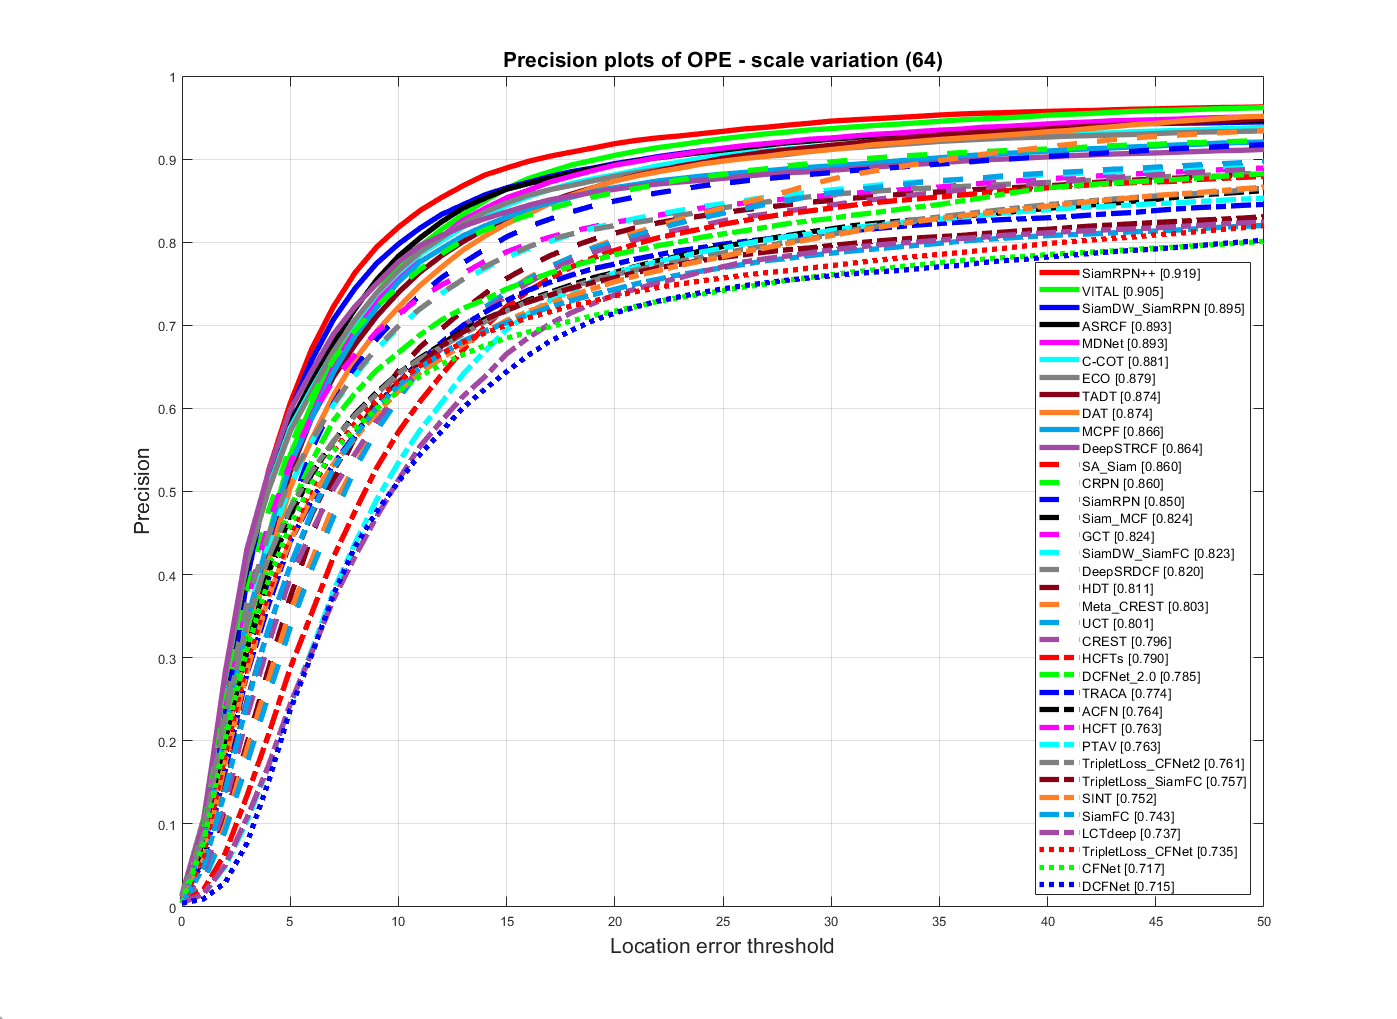 Precision plots of OPE - scale variation (64)
1
0.9
0.8
0.7
0.6
0.5
0.4
0.3
0.2
0.1
0
Precision
SiamRPN++ [0.919]
VITAL [0.905]
SiamDW_SiamRPN [0.895]
ASRCF [0.893]
MDNet [0.893]
C-COT [0.881]
ECO [0.879]
TADT [0.874]
DAT [0.874]
MCPF [0.866]
DeepSTRCF [0.864]
SA_Siam [0.860]
CRPN [0.860]
SiamRPN [0.850]
Siam_MCF [0.824]
GCT [0.824]
SiamDW_SiamFC [0.823]
DeepSRDCF [0.820]
HDT [0.811]
Meta_CREST [0.803]
UCT [0.801]
CREST [0.796]
HCFTs [0.790]
DCFNet_2.0 [0.785]
TRACA [0.774]
ACFN [0.764]
HCFT [0.763]
PTAV [0.763]
TripletLoss_CFNet2 [0.761]
TripletLoss_SiamFC [0.757]
SINT [0.752]
SiamFC [0.743]
LCTdeep [0.737]
TripletLoss_CFNet [0.735]
CFNet [0.717]
DCFNet [0.715]
0 5 10 15 20 25 30 35 40 45 50
Location error threshold